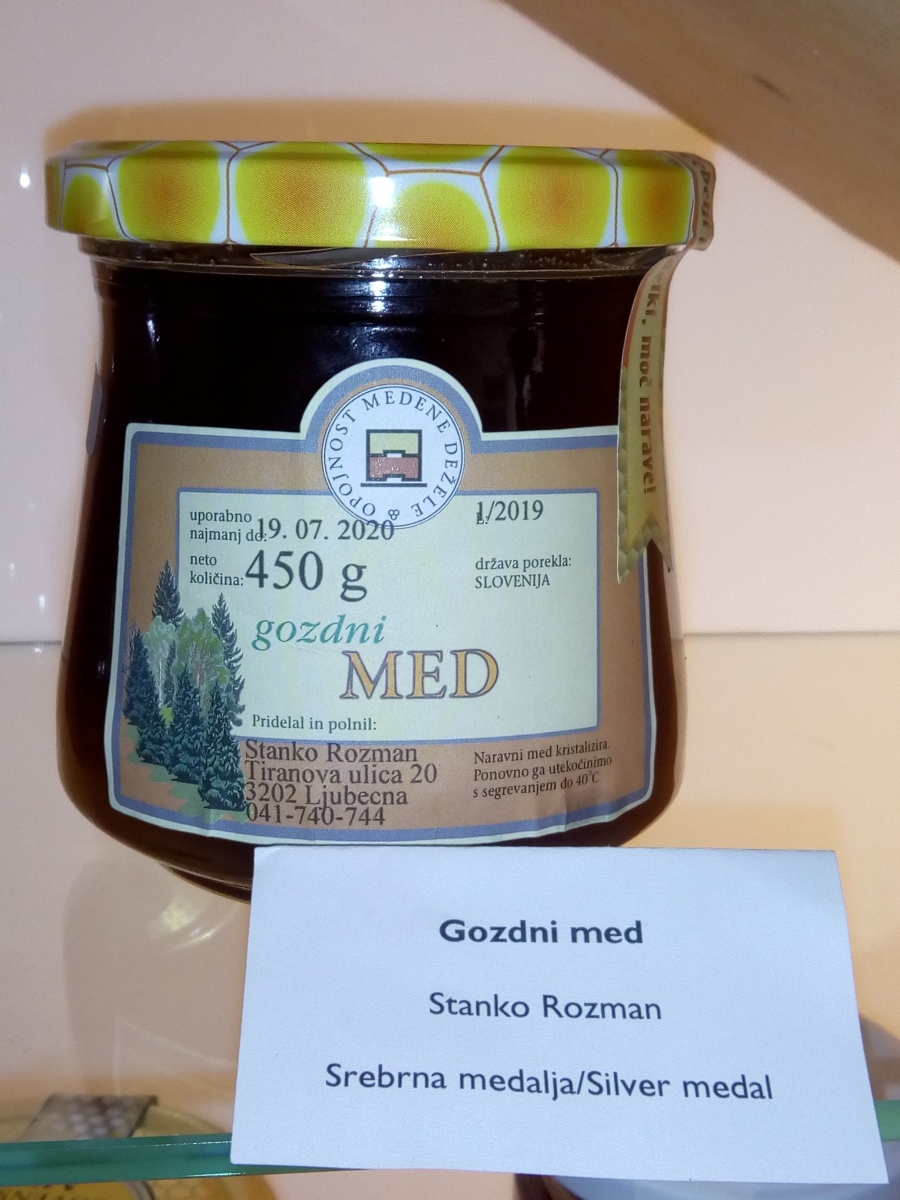 OPOJNOST MEDENE DEŽELE
uporabno
najmanj do: 19. 07. 2020
L: 1/2019
neto
količina: 450 g
država porekla:
SLOVENIJA
gozdni
MED
Pridelal in polnil:
Stanko Rozman
Tiranova ulica 20
3202 Ljubecna
041-740-744
Naravni med kristalizira.
Ponovno ga utekočinimo
s segrevanjem do 40°C
moč narave!
Gozdni med
Stanko Rozman
Srebrna medalja/Silver medal